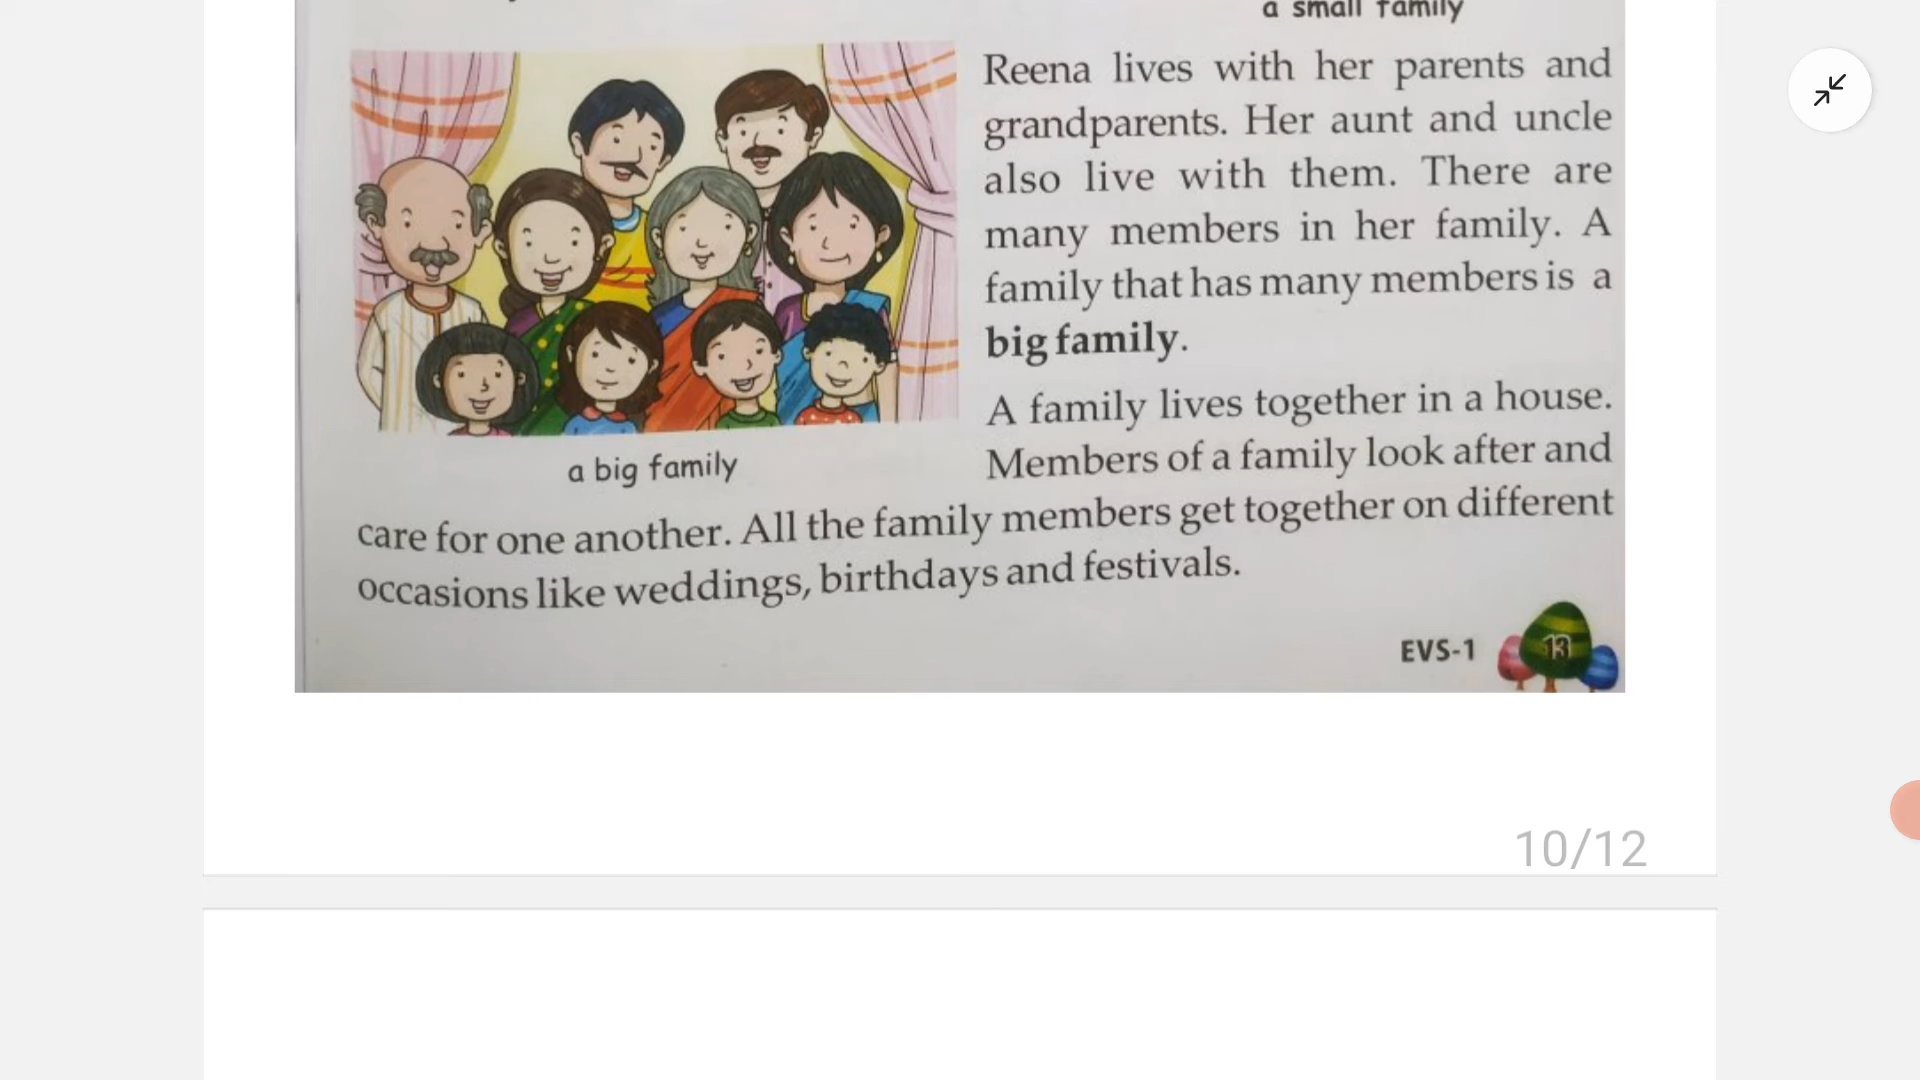 a small family
Reena lives with her parents and
grandparents. Her aunt and uncle
also live with them. There are
many members in her family. A
family that has many members is a
big family.
A family lives together in a house.
Members of a family look after and
a big family
care for one another. All the family members get together on different
occasions like weddings, birthdays and festivals.
EVS-1
13
10/12